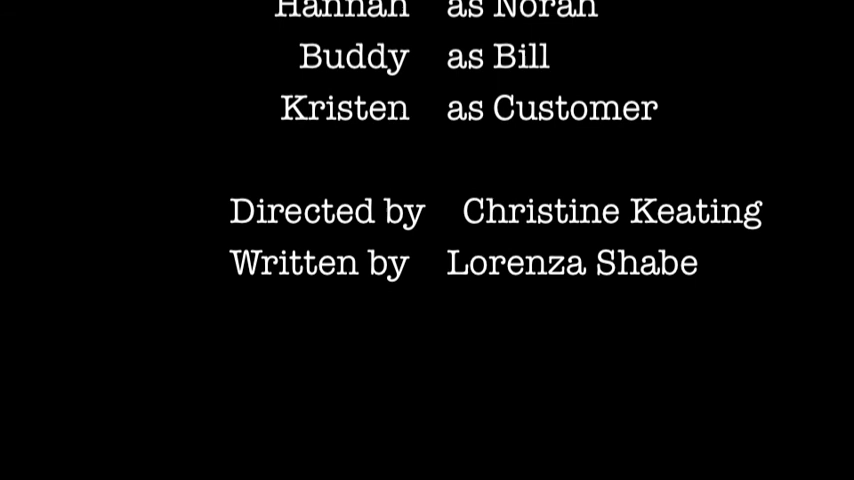 Hannah as Norah
Buddy as Bill
Kristen as Customer
Directed by Christine Keating
Written by Lorenza Shabe